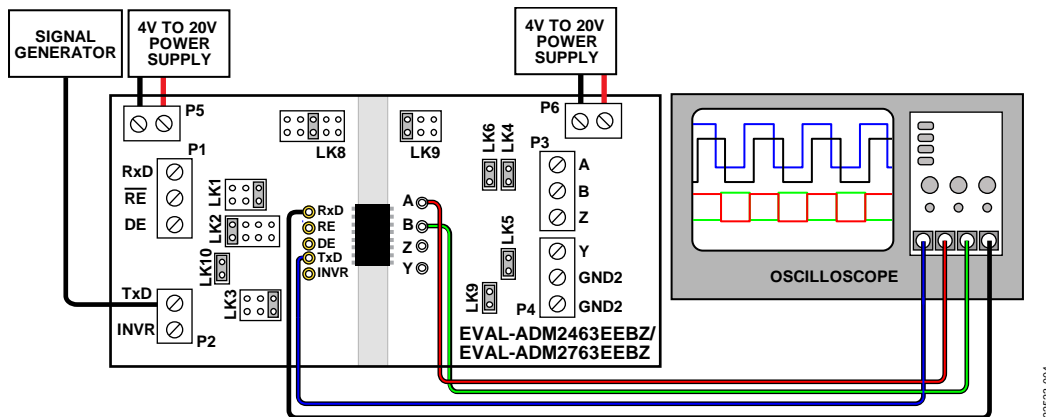 SIGNAL
GENERATOR
4V TO 20V
POWER
SUPPLY
4V TO 20V
POWER
SUPPLY
P5
P6
LK8
LK9
LK6
LK4
P3
A
B
Z
P1
RxD
RE
DE
LK1
LK2
LK10
LK3
RxD
RE
DE
TxD
INVR
A
B
Z
Y
LK5
LK9
Y
GND2
GND2
P4
TxD
INVR
P2
EVAL-ADM2463EEBZ/
EVAL-ADM2763EEBZ
OSCILLOSCOPE